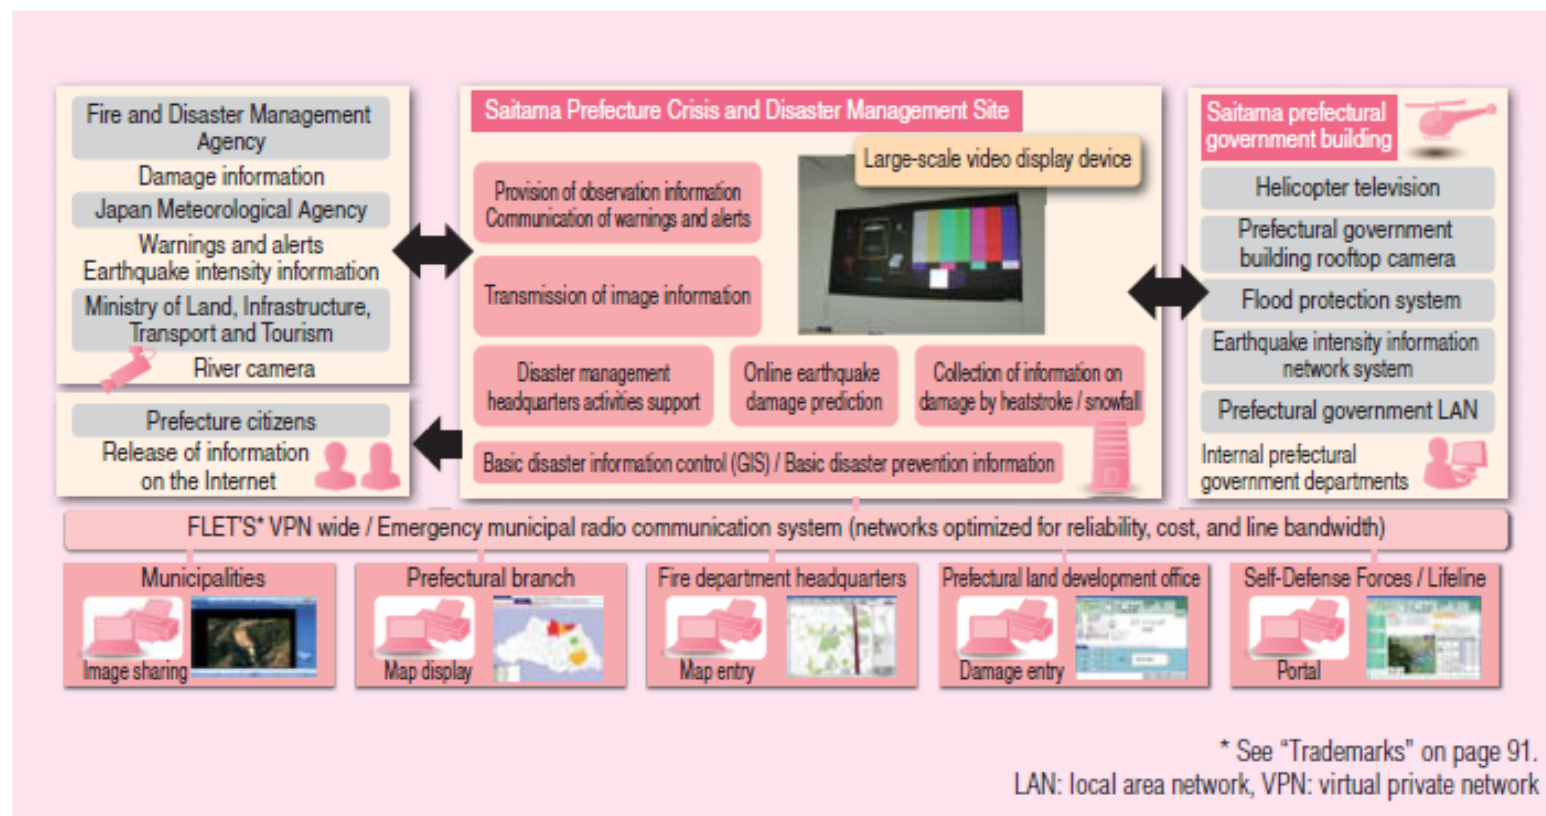 Fire and Disaster Management
Agency
Damage information
Japan Meteorological Agency
Warnings and alerts
Earthquake intensity information
Ministry of Land, Infrastructure,
Transport and Tourism
River camera
Prefecture citizens
Release of information
on the Internet
Saitama Prefecture Crisis and Disaster Management Site
Large-scale video display device
Provision of observation information
Communication of warnings and alerts
Transmission of image information
Disaster management
headquarters activities support
Online earthquake
damage prediction
Collection of information on
damage by heatstroke / snowfall
Basic disaster information control (GIS) / Basic disaster prevention information
Saitama prefectural
government building
Helicopter television
Prefectural government
building rooftop camera
Flood protection system
Earthquake intensity information
network system
Prefectural government LAN
Internal prefectural
government departments
FLET'S* VPN wide / Emergency municipal radio communication system (networks optimized for reliability, cost, and line bandwidth)
Municipalities
Image sharing
Prefectural branch
Map display
Fire department headquarters
Map entry
Prefectural land development office
Damage entry
Self-Defense Forces / Lifeline
Portal
* See “Trademarks” on page 91.
LAN: local area network, VPN: virtual private network